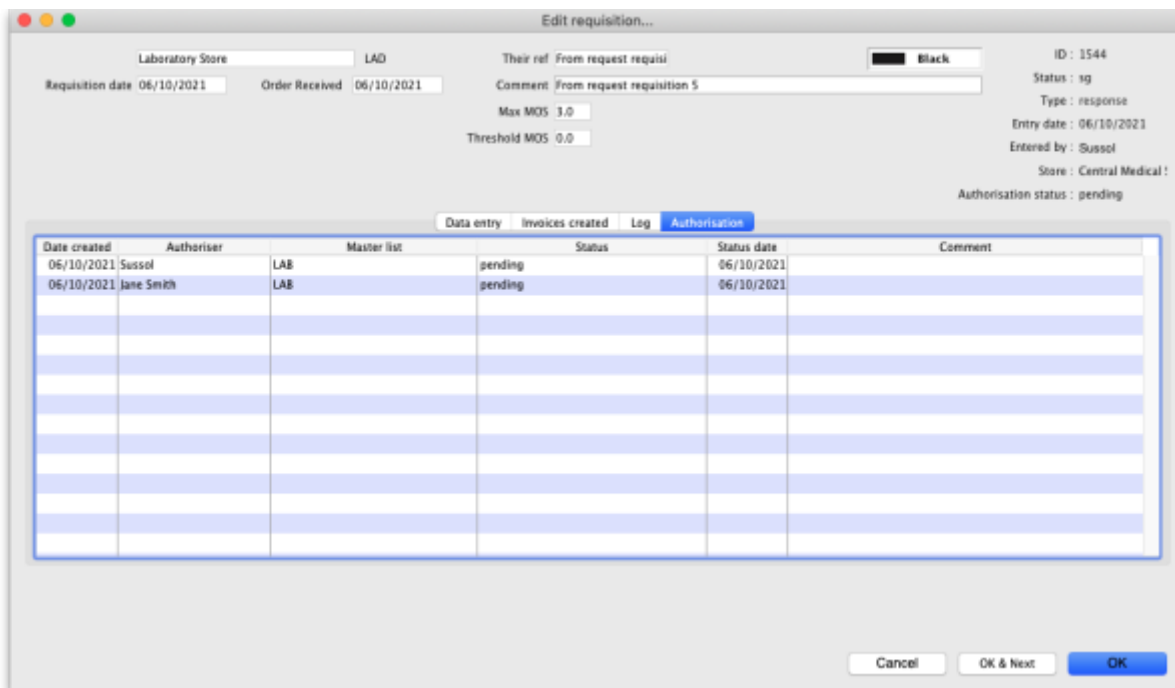 Edit requisition...
Laboratory Store LAD Their ref From request requisi Black ID : 1544
Requisition date 06/10/2021 Order Received 06/10/2021 Comment From request requisition 5 Status : sg
Max MOS 3.0 Type : response
Threshold MOS 0.0 Entry date : 06/10/2021
Entered by : Sussol
Store : Central Medical S
Authorisation status : pending
Data entry Invoices created Log Authorisation
Date created Authoriser Master list Status Status date Comment
06/10/2021 Sussol LAB pending 06/10/2021
06/10/2021 Jane Smith LAB pending 06/10/2021
Cancel OK & Next OK